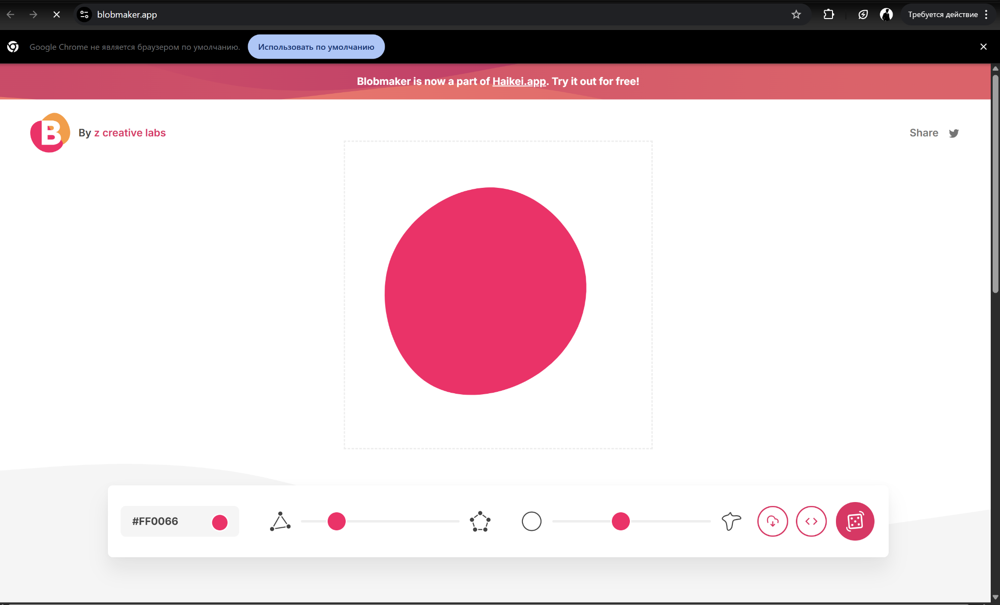 blobmaker.app
Требуется действие
Google Chrome не является браузером по умолчанию.
Использовать по умолчанию
Blobmaker is now a part of Haikei.app. Try it out for free!
B
By z creative labs
Share
#FF0066